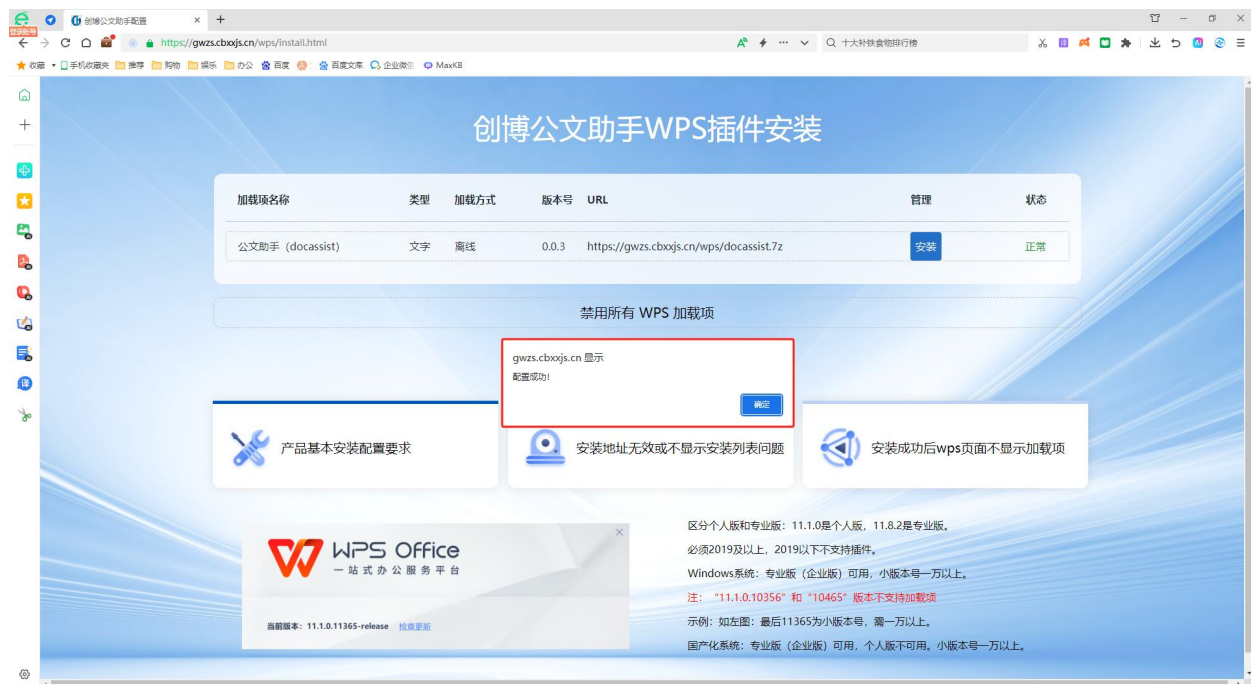 创博公文助手配置
登录账号
https://gwzs.cbxxjs.cn/wps/install.html
十大补铁食物排行榜
收藏 手机收藏夹 推荐 购物 娱乐 办公 百度 百度文库 企业微信 MaxKB
创博公文助手WPS插件安装
加载项名称 类型 加载方式 版本号 URL 管理 状态
公文助手（docassist） 文字 离线 0.0.3 https://gwzs.cbxxjs.cn/wps/docassist.7z 安装 正常
禁用所有 WPS 加载项
gwzs.cbxxjs.cn 显示
配置成功!
确定
产品基本安装配置要求
安装地址无效或不显示安装列表问题
安装成功后wps页面不显示加载项
WPS Office
一站式办公服务平台
当前版本：11.1.0.11365-release 检查更新
区分个人版和专业版：11.1.0是个人版，11.8.2是专业版。
必须2019及以上，2019以下不支持插件。
Windows系统：专业版（企业版）可用，小版本号一万以上。
注：“11.1.0.10356”和“10465”版本不支持加载项
示例：如左图：最后11365为小版本号，需一万以上。
国产化系统：专业版（企业版）可用，个人版不可用。小版本号一万以上。